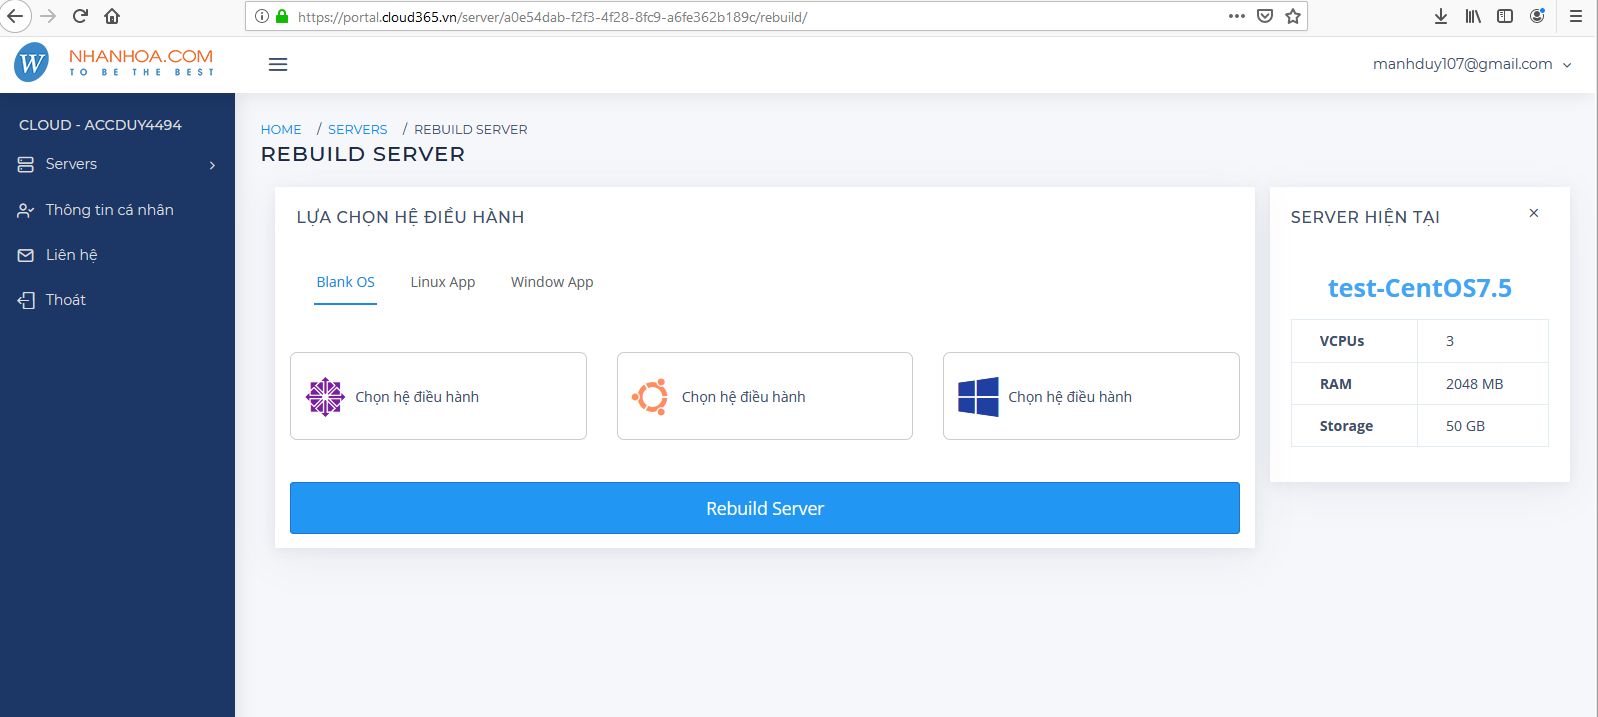 https://portal.cloud365.vn/server/a0e54dab-f2f3-4f28-8fc9-a6fe362b189c/rebuild/
W NHANHOA.COM
TO BE THE BEST
manhduy107@gmail.com
CLOUD - ACCDUY4494
Servers
Thông tin cá nhân
Liên hệ
Thoát
HOME / SERVERS / REBUILD SERVER
REBUILD SERVER
LỰA CHỌN HỆ ĐIỀU HÀNH
Blank OS Linux App Window App
Chọn hệ điều hành Chọn hệ điều hành Chọn hệ điều hành
Rebuild Server
SERVER HIỆN TẠI
test-CentOS7.5
VCPUs 3
RAM 2048 MB
Storage 50 GB